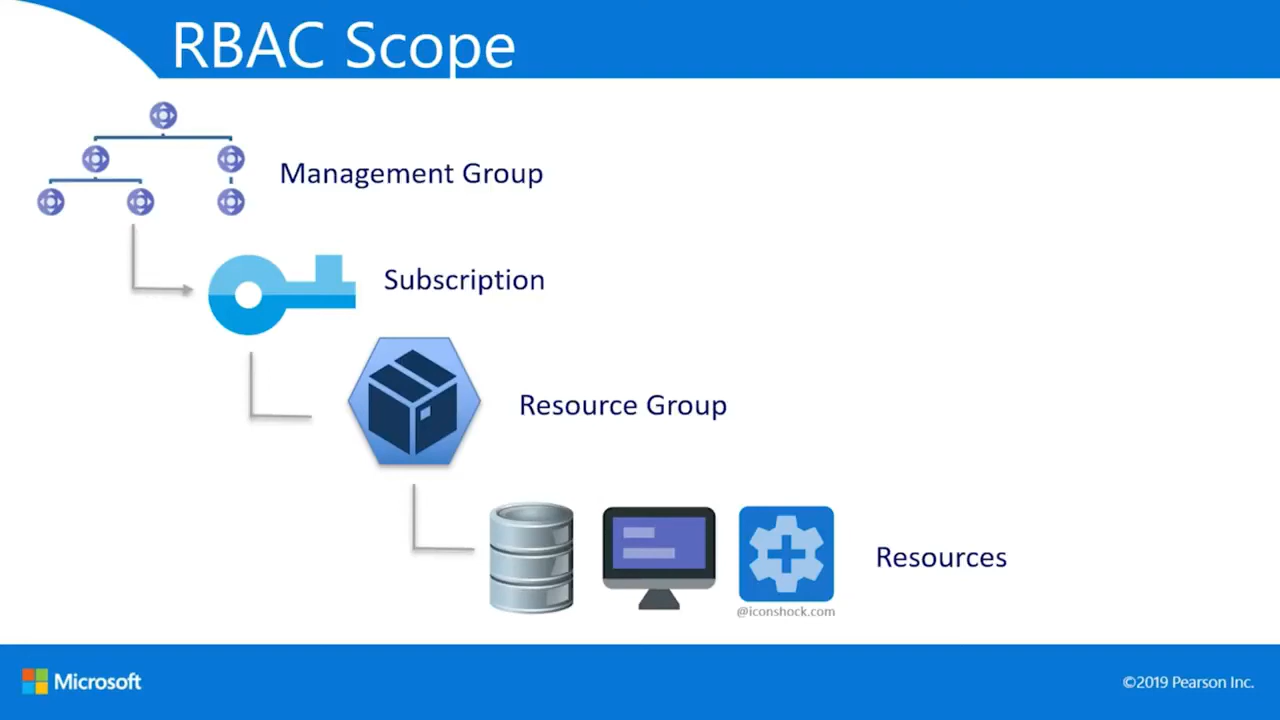 RBAC Scope
Management Group
Subscription
Resource Group
Resources
@iconshock.com
Microsoft
©2019 Pearson Inc.